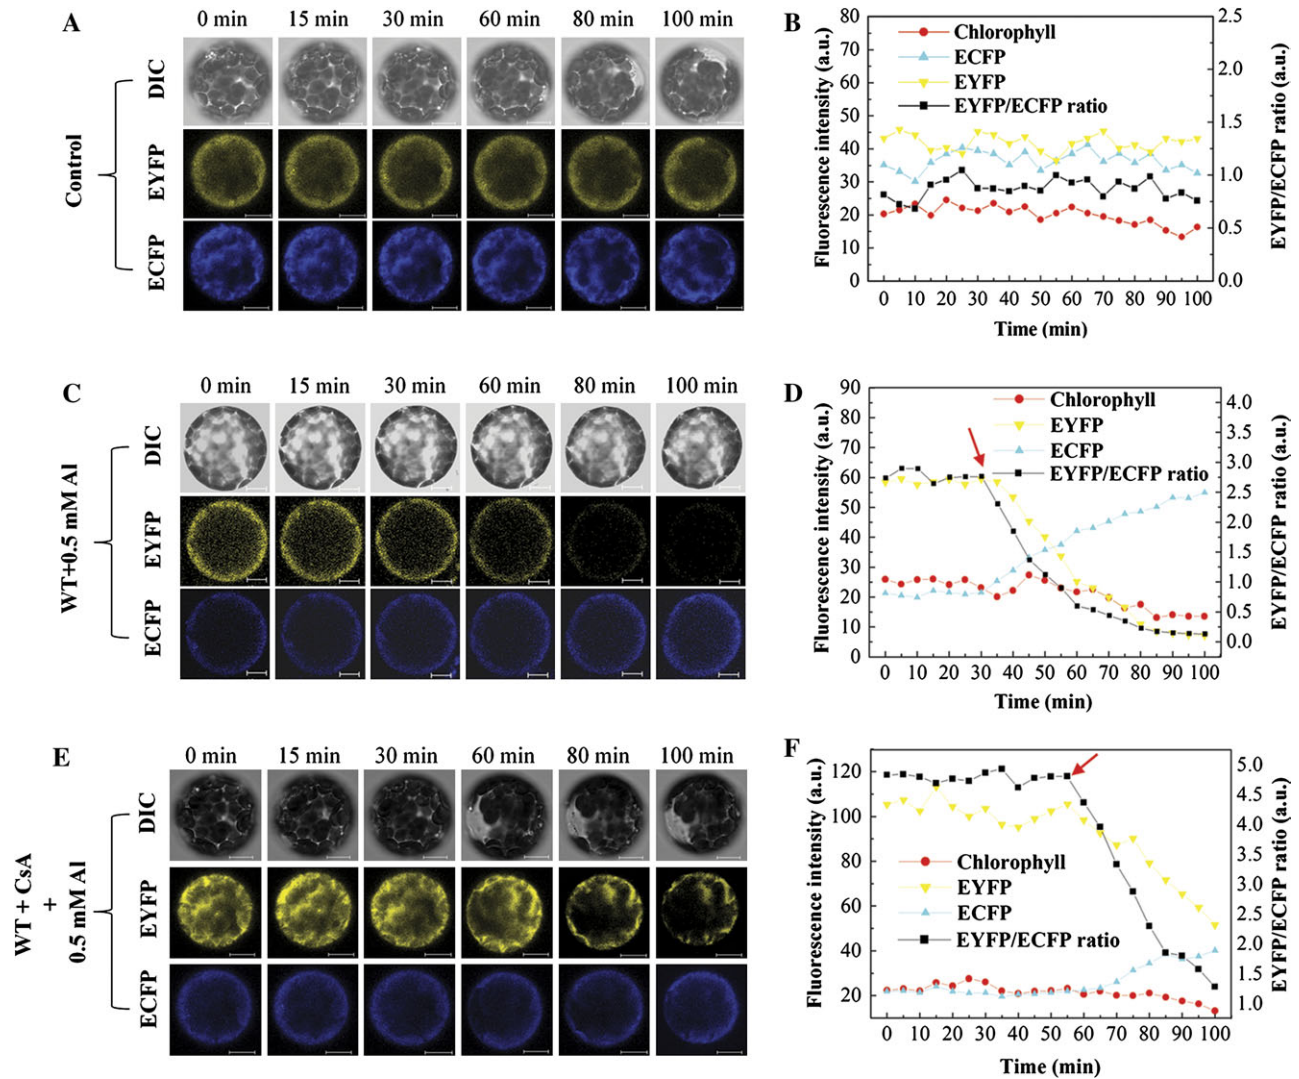 A
0 min 15 min 30 min 60 min 80 min 100 min
Control
DIC
EYFP
ECFP
B
Fluorescence intensity (a.u.)
80
70
60
50
40
30
20
10
0
Chlorophyll
ECFP
EYFP
EYFP/ECFP ratio
2.5
2.0
1.5
1.0
0.5
0.0
EYFP/ECFP ratio (a.u.)
0 10 20 30 40 50 60 70 80 90 100
Time (min)
C
0 min 15 min 30 min 60 min 80 min 100 min
WT+0.5 mM Al
DIC
EYFP
ECFP
D
Fluorescence intensity (a.u.)
90
80
70
60
50
40
30
20
10
0
Chlorophyll
EYFP
ECFP
EYFP/ECFP ratio
4.0
3.5
3.0
2.5
2.0
1.5
1.0
0.5
0.0
EYFP/ECFP ratio (a.u.)
0 10 20 30 40 50 60 70 80 90 100
Time (min)
E
0 min 15 min 30 min 60 min 80 min 100 min
WT + CsA
+
0.5 mM Al
DIC
EYFP
ECFP
F
Fluorescence intensity (a.u.)
120
100
80
60
40
20
Chlorophyll
EYFP
ECFP
EYFP/ECFP ratio
5.0
4.5
4.0
3.5
3.0
2.5
2.0
1.5
1.0
EYFP/ECFP ratio (a.u.)
0 10 20 30 40 50 60 70 80 90 100
Time (min)